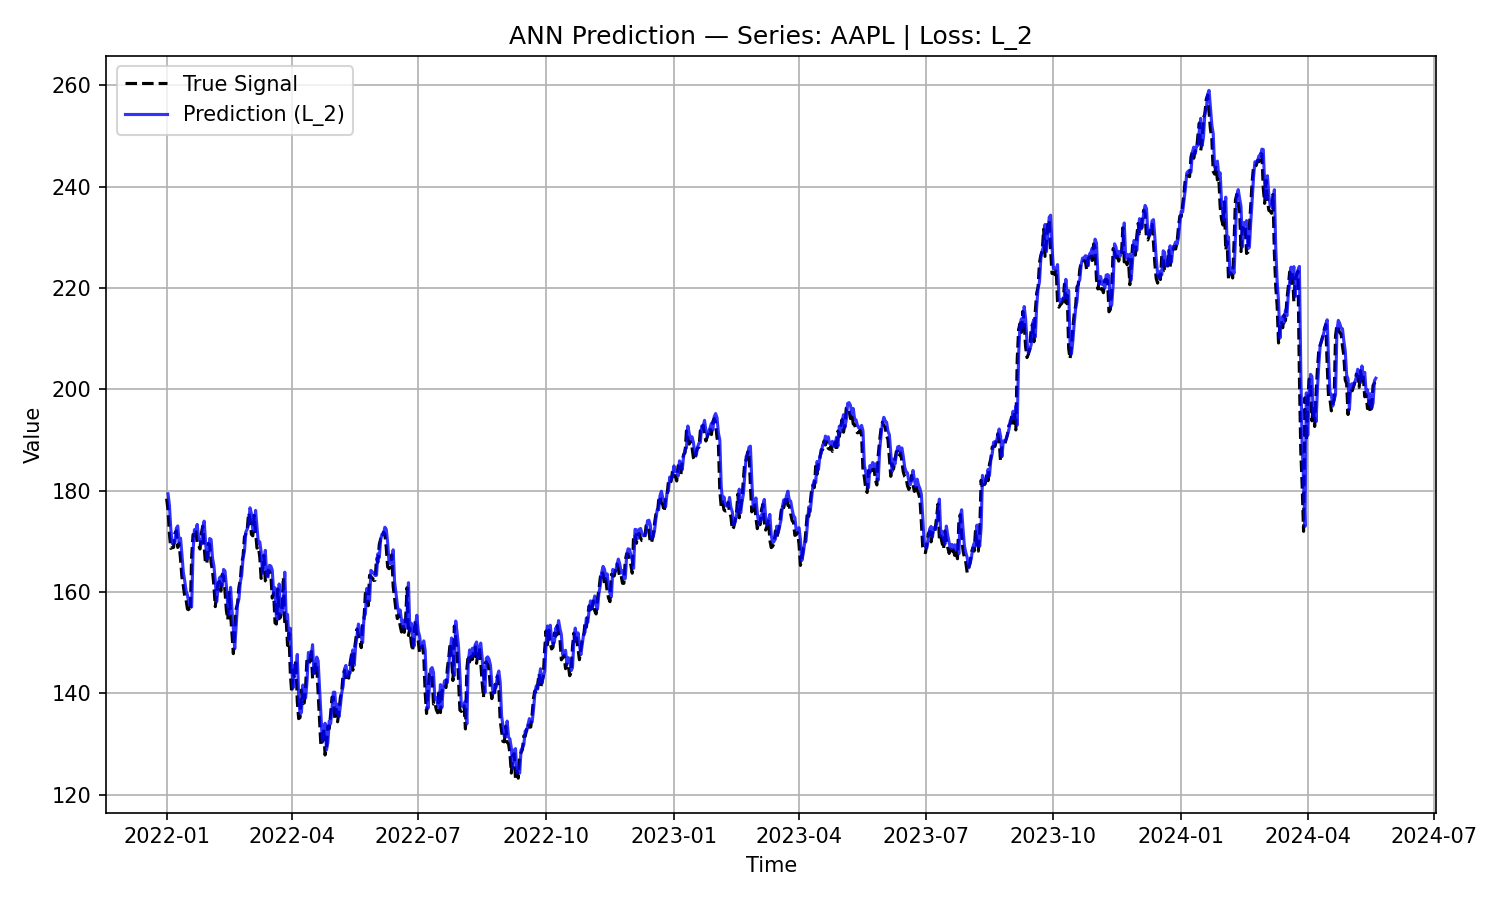 ANN Prediction — Series: AAPL | Loss: L_2
True Signal
Prediction (L_2)
260
240
220
200
180
160
140
120
Value
2022-01 2022-04 2022-07 2022-10 2023-01 2023-04 2023-07 2023-10 2024-01 2024-04 2024-07
Time